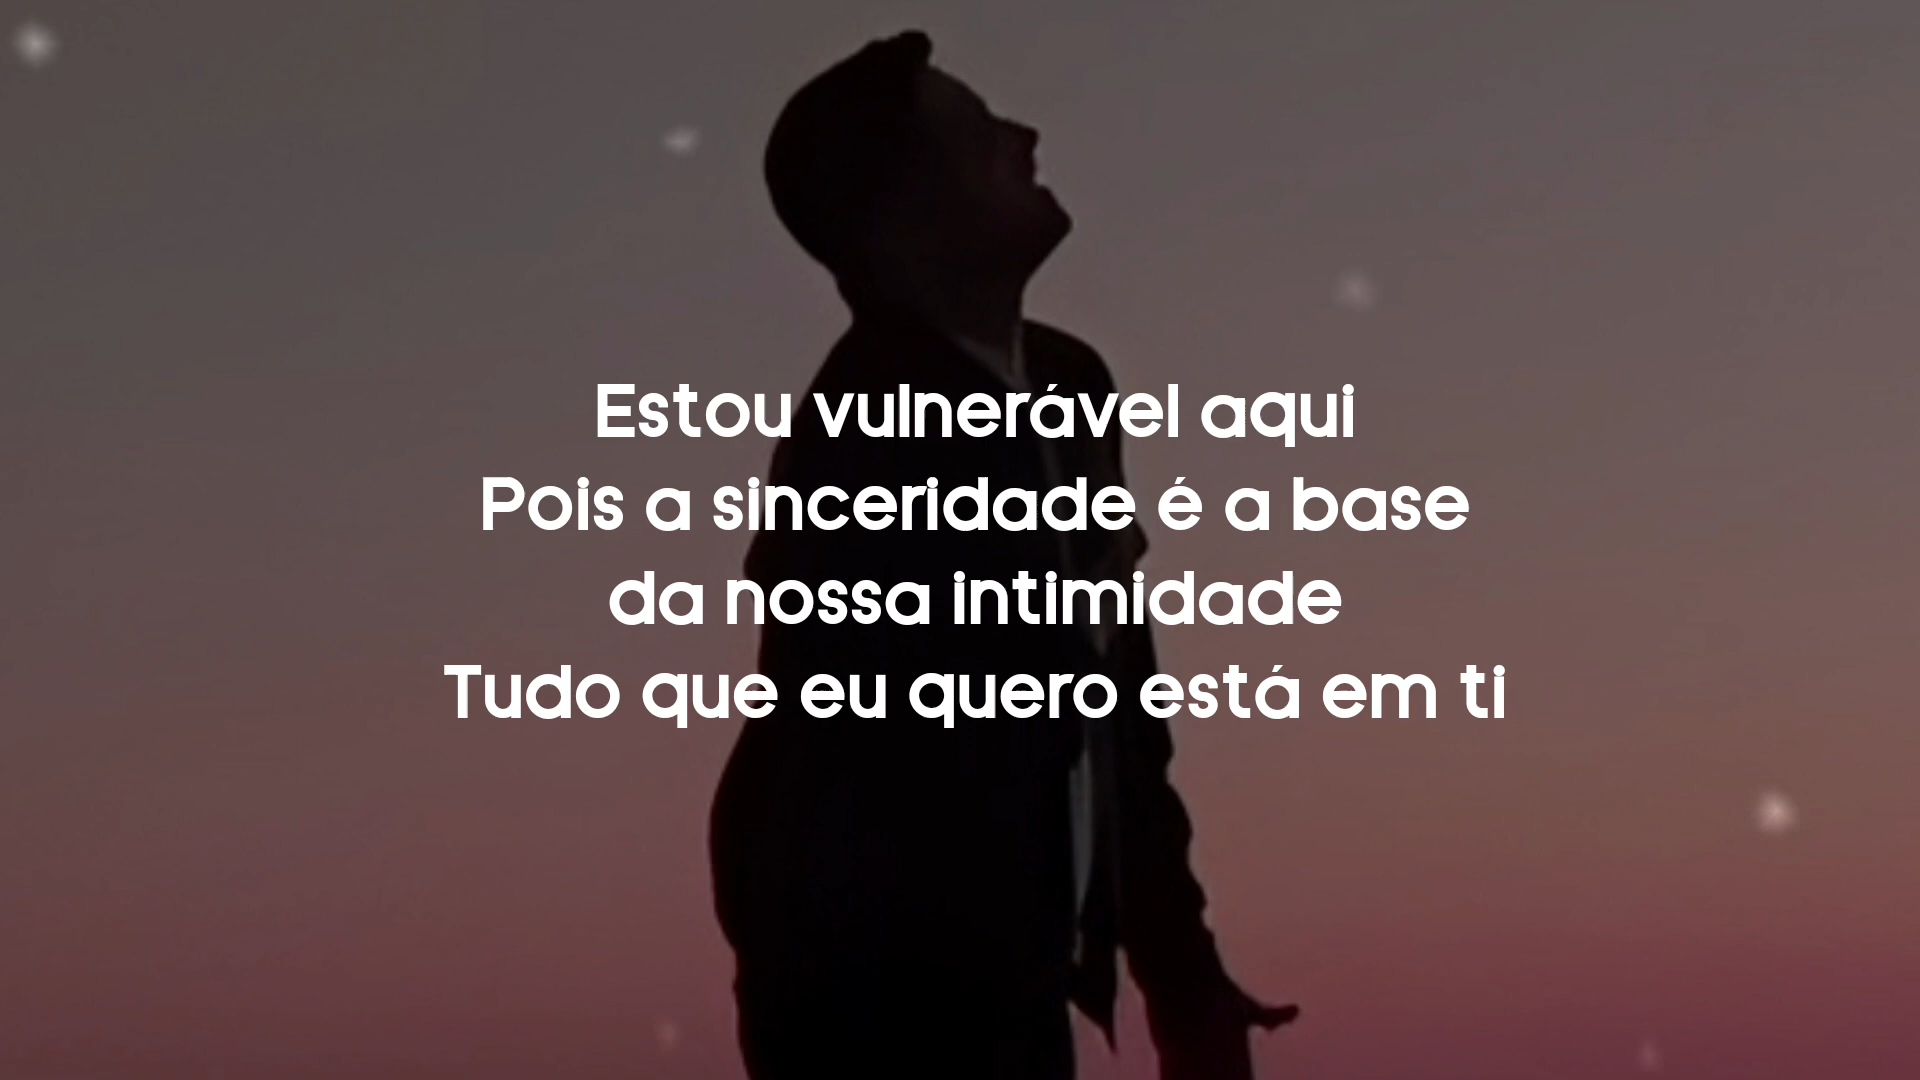 Estou vulnerável aqui
Pois a sinceridade é a base
da nossa intimidade
Tudo que eu quero está em ti